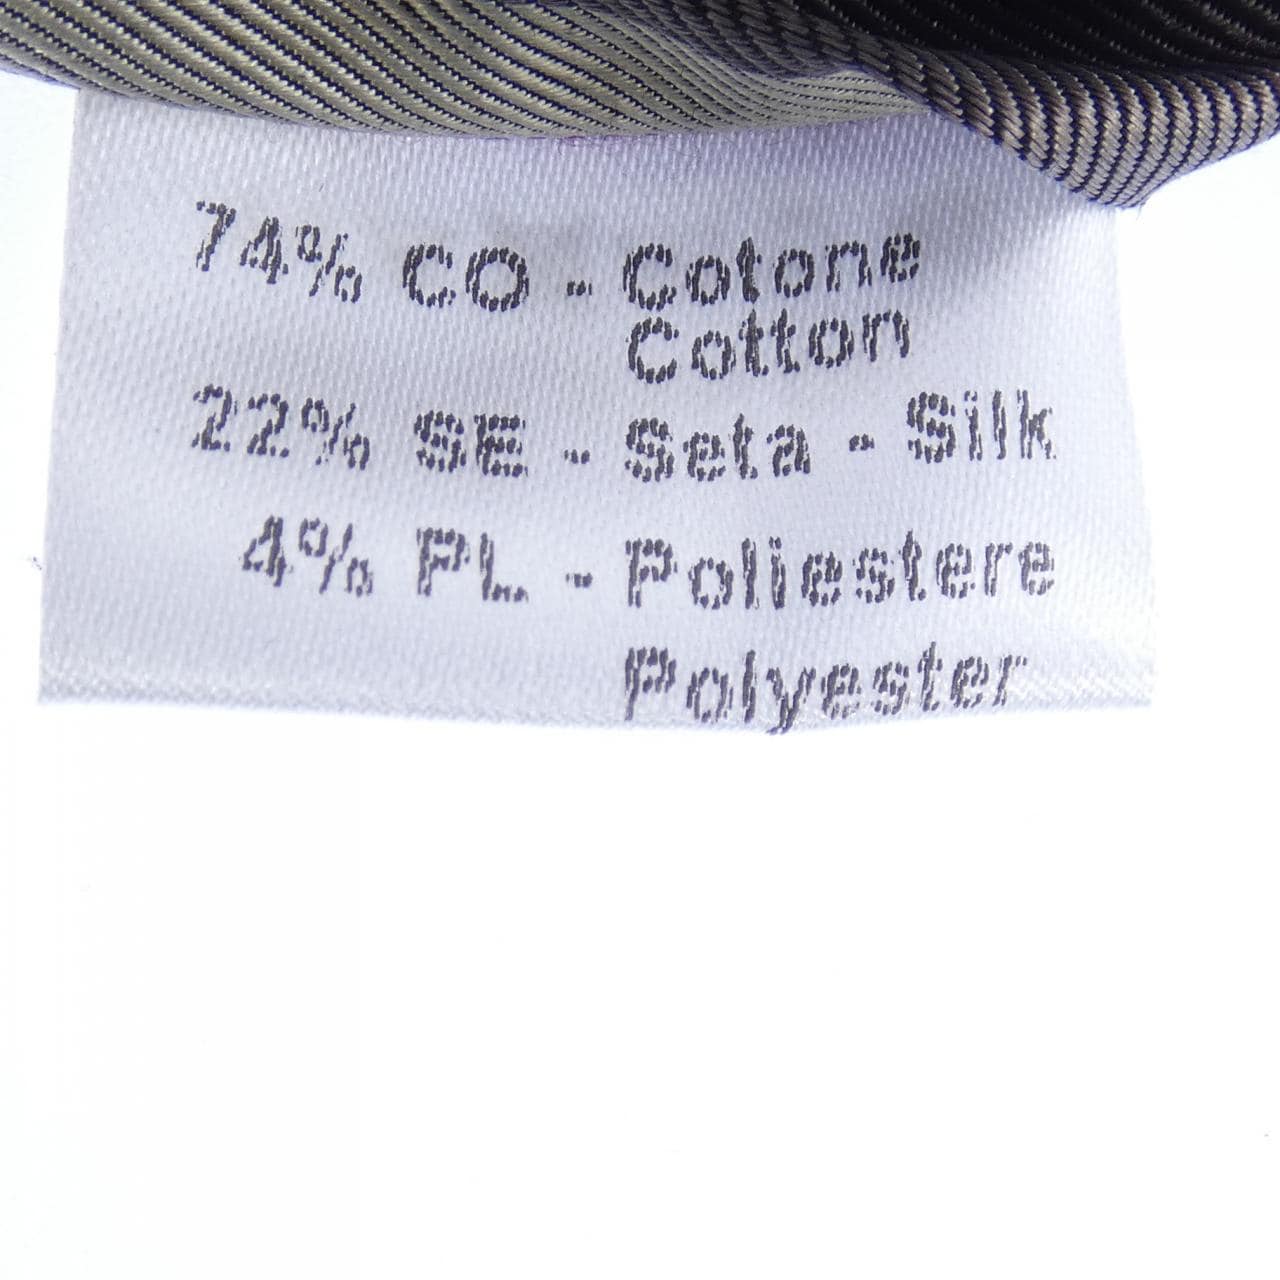 74% CO - Cotone
Cotton
22% SE - Seta - Silk
4% PL - Poliestere
Polyester